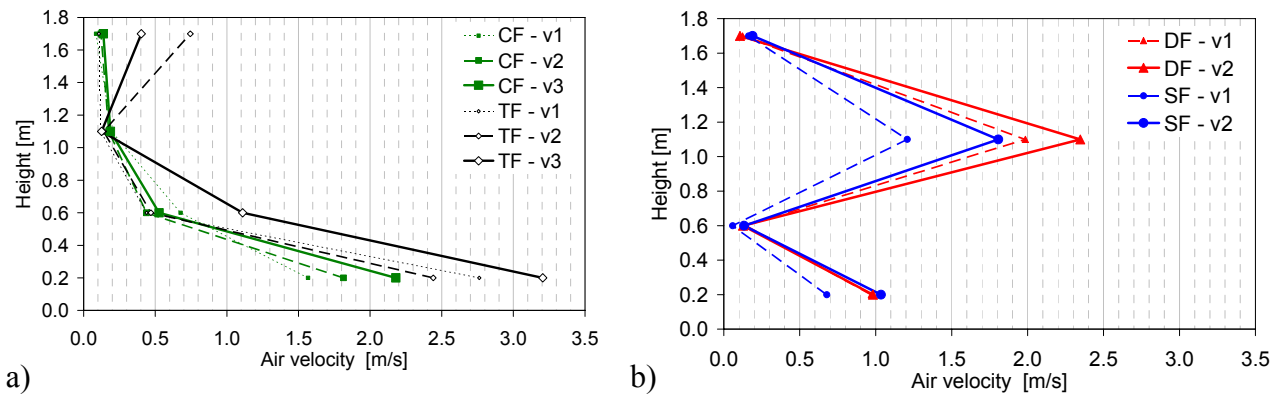 1.8
1.6
1.4
1.2
1.0
0.8
0.6
0.4
0.2
0.0
Height [m]
0.0 0.5 1.0 1.5 2.0 2.5 3.0 3.5
Air velocity [m/s]
CF - v1
CF - v2
CF - v3
TF - v1
TF - v2
TF - v3
a)
1.8
1.6
1.4
1.2
1.0
0.8
0.6
0.4
0.2
0.0
Height [m]
0.0 0.5 1.0 1.5 2.0 2.5 3.0 3.5
Air velocity [m/s]
DF - v1
DF - v2
SF - v1
SF - v2
b)